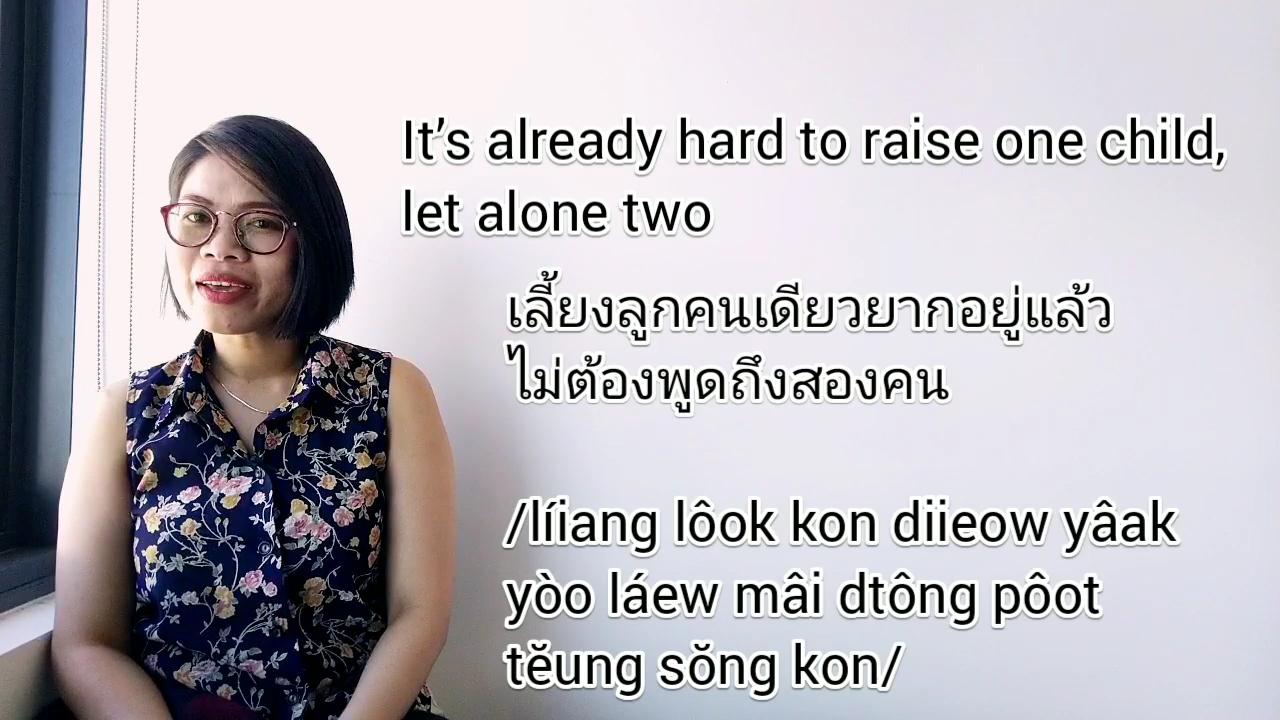 It’s already hard to raise one child,
let alone two
เลี้ยงลูกคนเดียวยากอยู่แล้ว
ไม่ต้องพูดถึงสองคน
/líiang lôok kon diieow yâak
yòo láew mâi dtông pôot
tĕung sŏng kon/